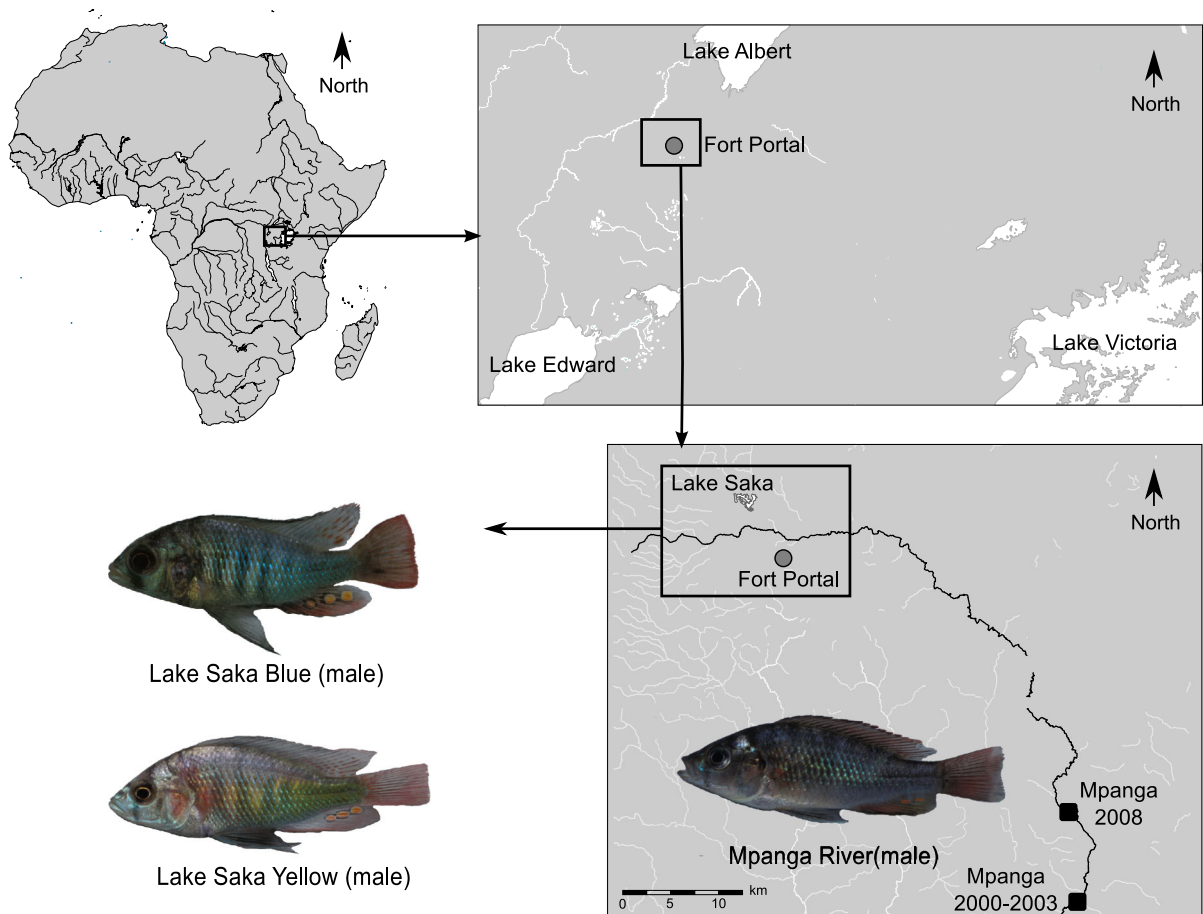 North
Lake Albert
North
Fort Portal
Lake Edward
Lake Victoria
Lake Saka
North
Fort Portal
Lake Saka Blue (male)
Lake Saka Yellow (male)
Mpanga River(male)
Mpanga
2008
Mpanga
2000-2003
km
0 5 10